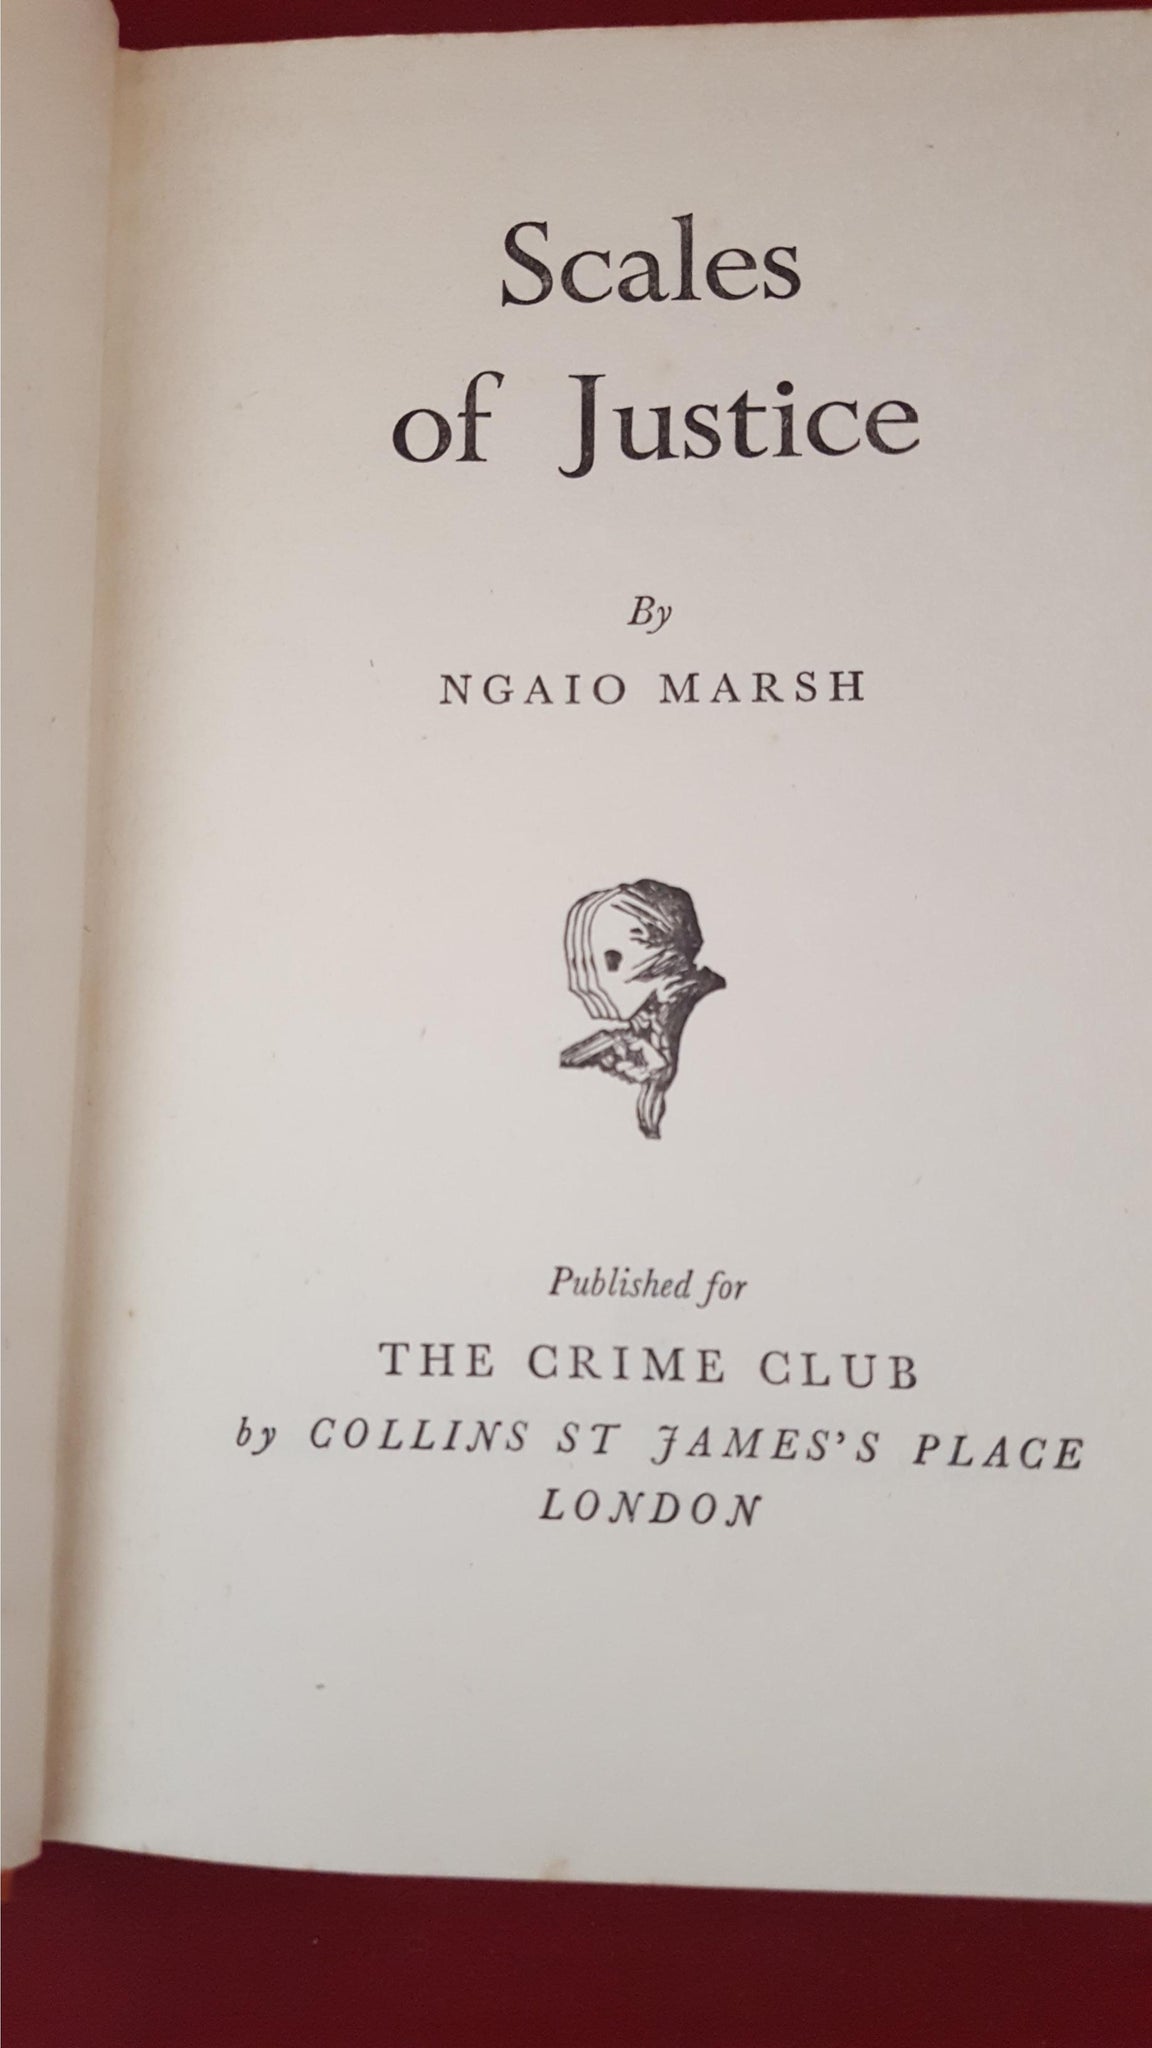 Scales
of Justice
By
NGAIO MARSH
Published for
THE CRIME CLUB
by COLLINS ST JAMES'S PLACE
LONDON